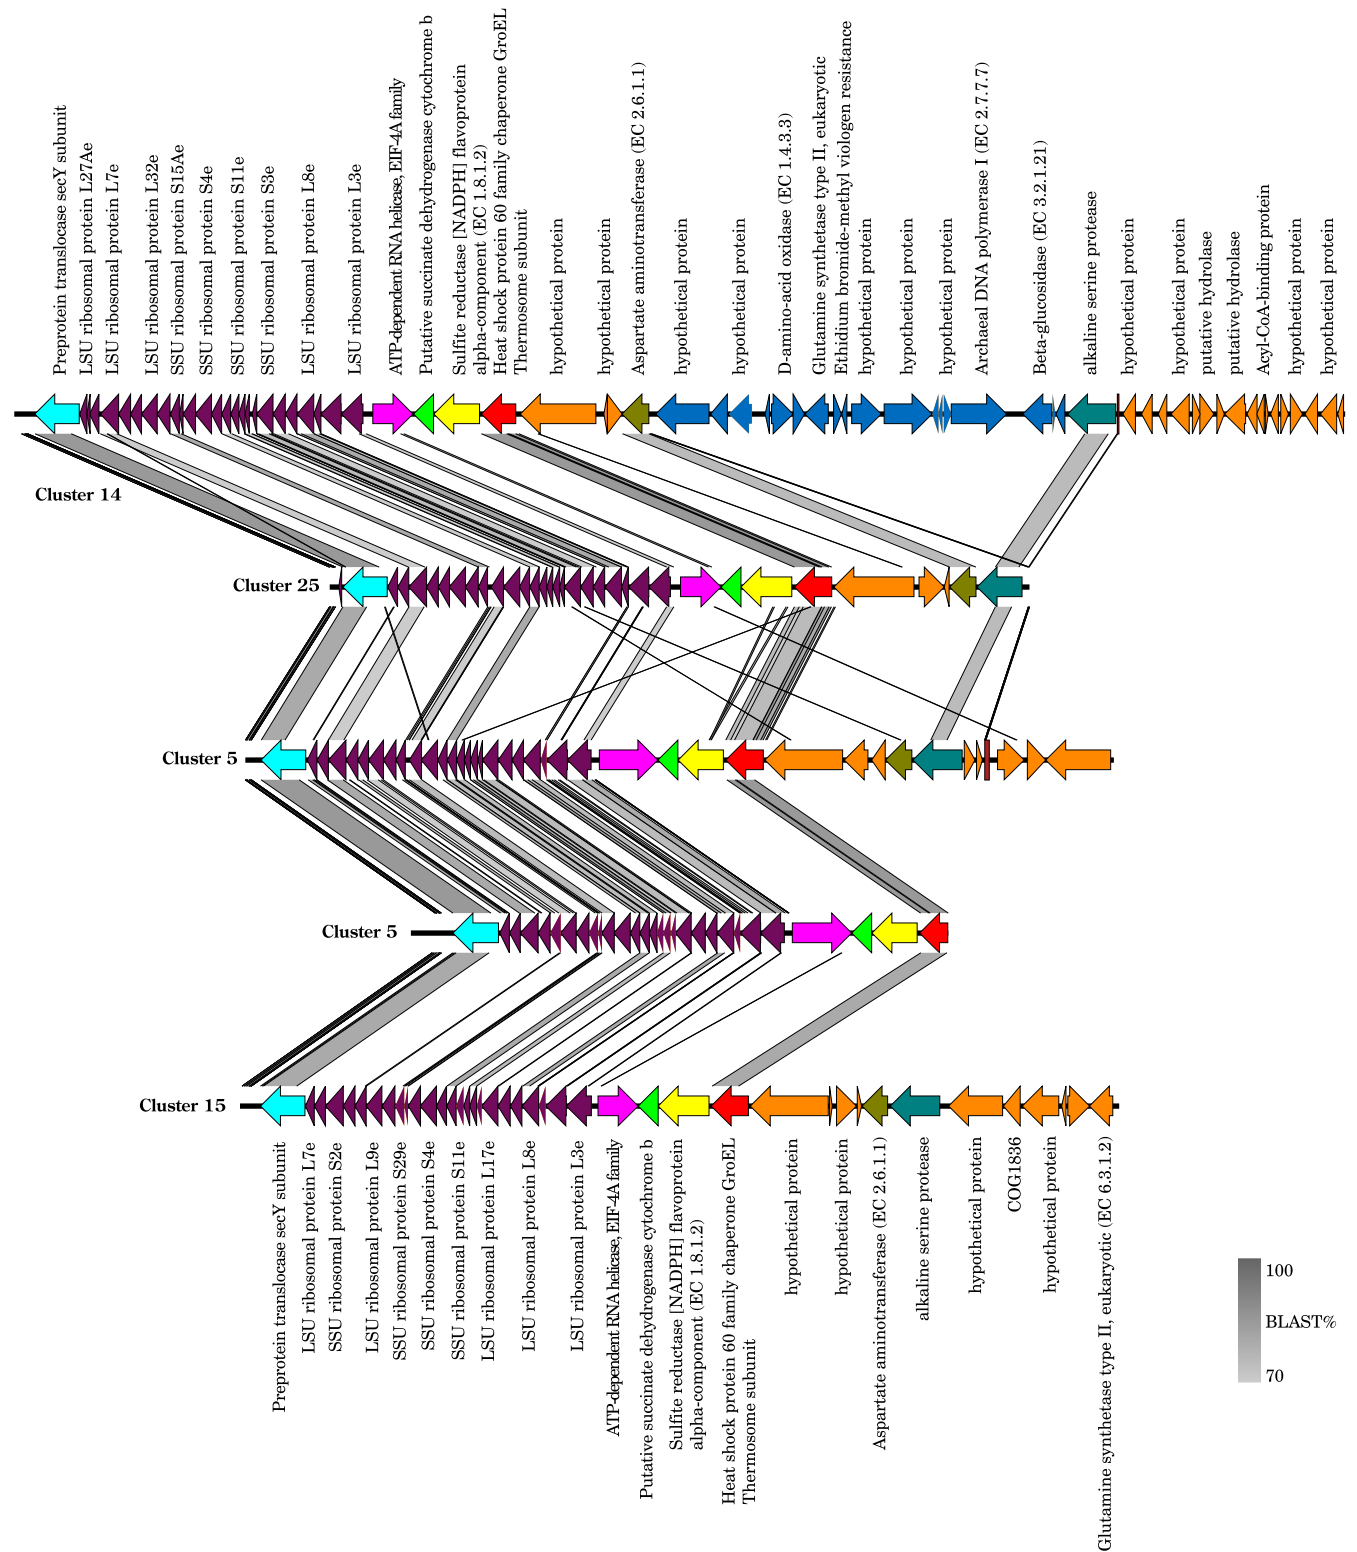 Preprotein translocase secY subunit
LSU ribosomal protein L27Ae
LSU ribosomal protein L7e
LSU ribosomal protein L32e
SSU ribosomal protein S15Ae
SSU ribosomal protein S4e
SSU ribosomal protein S11e
SSU ribosomal protein S3e
LSU ribosomal protein L8e
LSU ribosomal protein L3e
ATP-dependent RNA helicase, EIF-4A family
Putative succinate dehydrogenase cytochrome b
Sulfite reductase [NADPH] flavoprotein
alpha-component (EC 1.8.1.2)
Heat shock protein 60 family chaperone GroEL
Thermosome subunit
hypothetical protein
hypothetical protein
Aspartate aminotransferase (EC 2.6.1.1)
hypothetical protein
hypothetical protein
D-amino-acid oxidase (EC 1.4.3.3)
Glutamine synthetase type II, eukaryotic
Ethidium bromide-methyl viologen resistance
hypothetical protein
hypothetical protein
hypothetical protein
Archaeal DNA polymerase I (EC 2.7.7.7)
Beta-glucosidase (EC 3.2.1.21)
alkaline serine protease
hypothetical protein
hypothetical protein
putative hydrolase
putative hydrolase
Acyl-CoA-binding protein
hypothetical protein
hypothetical protein
Cluster 14
Cluster 25
Cluster 5
Cluster 5
Cluster 15
Preprotein translocase secY subunit
LSU ribosomal protein L7e
SSU ribosomal protein S2e
LSU ribosomal protein L9e
SSU ribosomal protein S29e
SSU ribosomal protein S4e
SSU ribosomal protein S11e
LSU ribosomal protein L17e
LSU ribosomal protein L8e
LSU ribosomal protein L3e
ATP-dependent RNA helicase, EIF-4A family
Putative succinate dehydrogenase cytochrome b
Sulfite reductase [NADPH] flavoprotein
alpha-component (EC 1.8.1.2)
Heat shock protein 60 family chaperone GroEL
Thermosome subunit
hypothetical protein
hypothetical protein
Aspartate aminotransferase (EC 2.6.1.1)
alkaline serine protease
hypothetical protein
COG1836
hypothetical protein
Glutamine synthetase type II, eukaryotic (EC 6.3.1.2)
100
BLAST%
70